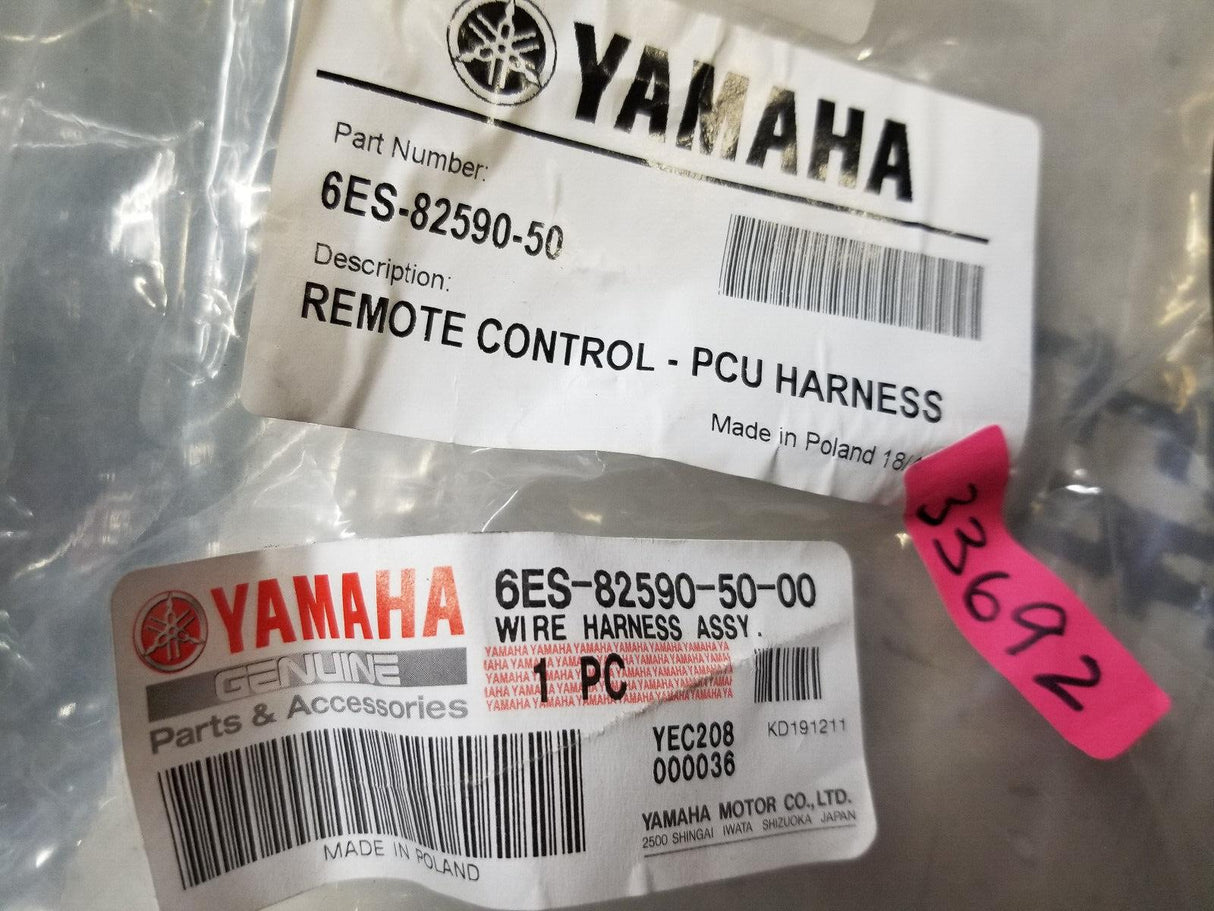 YAMAHA
Part Number:
6ES-82590-50
Description:
REMOTE CONTROL - PCU HARNESS
Made in Poland 18/
33692
YAMAHA
GENUINE
Parts & Accessories
6ES-82590-50-00
WIRE HARNESS ASSY.
1 PC
YEC208
000036
KD191211
YAMAHA MOTOR CO.,LTD.
2500 SHINGAI IWATA SHIZUOKA JAPAN
MADE IN POLAND